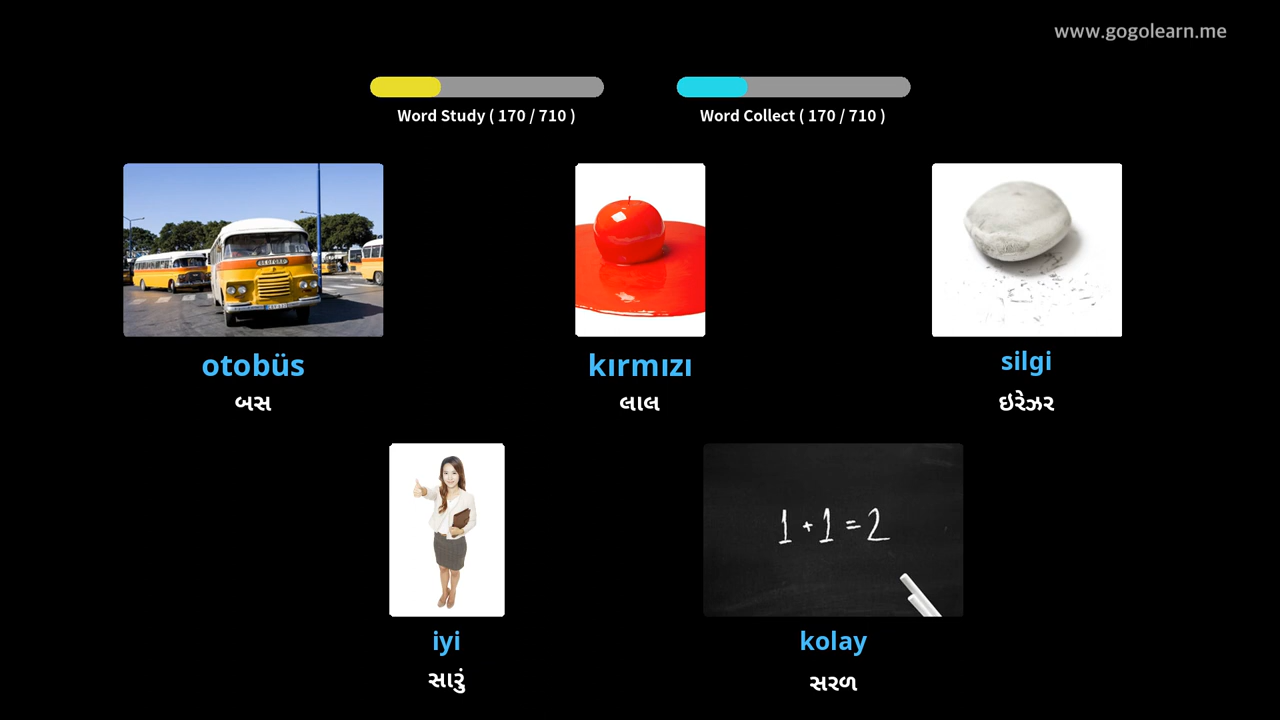 www.gogolearn.me
Word Study ( 170 / 710 )
Word Collect ( 170 / 710 )
BEDFORD
otobüs
બસ
kırmızı
લાલ
silgi
ઇરેઝર
1 + 1 = 2
iyi
સારું
kolay
સરળ